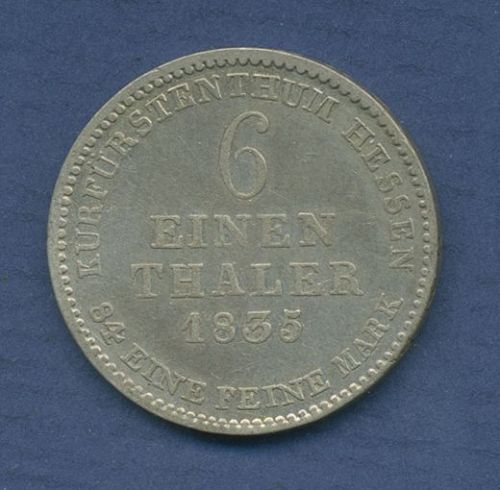 KURFÜRSTENTHUM HESSEN
6
EINEN
THALER
1835
84 EINE FEINE MARK